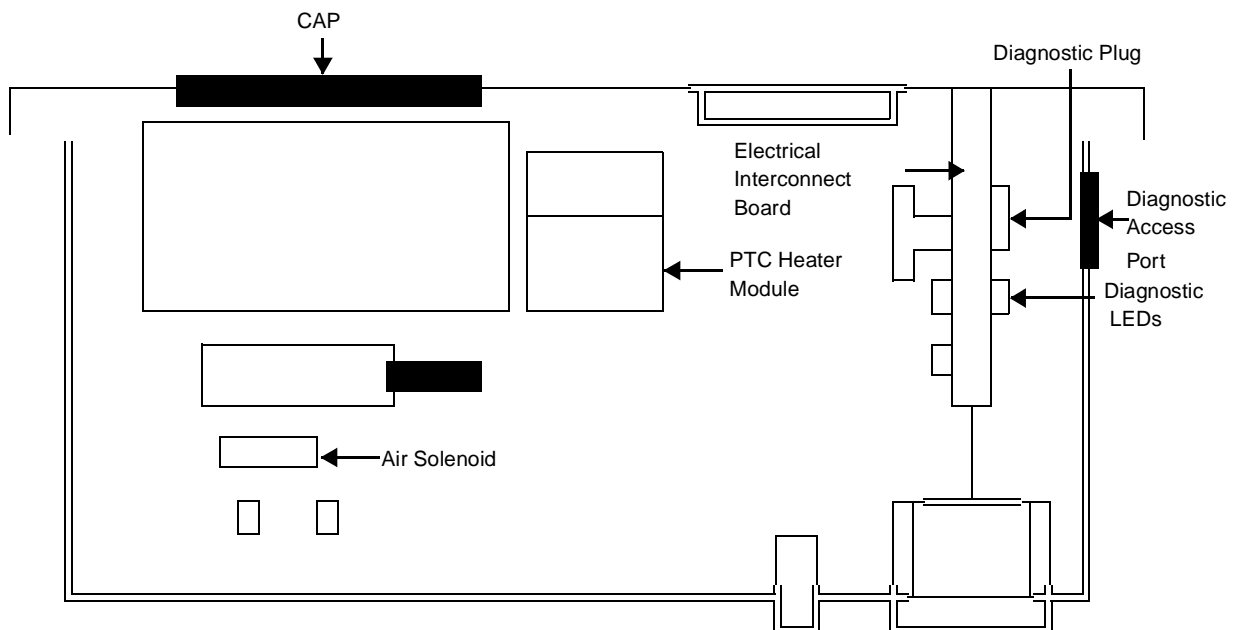 CAP
Diagnostic Plug
Electrical
Interconnect
Board
Diagnostic
Access
Port
Diagnostic
LEDs
PTC Heater
Module
Air Solenoid